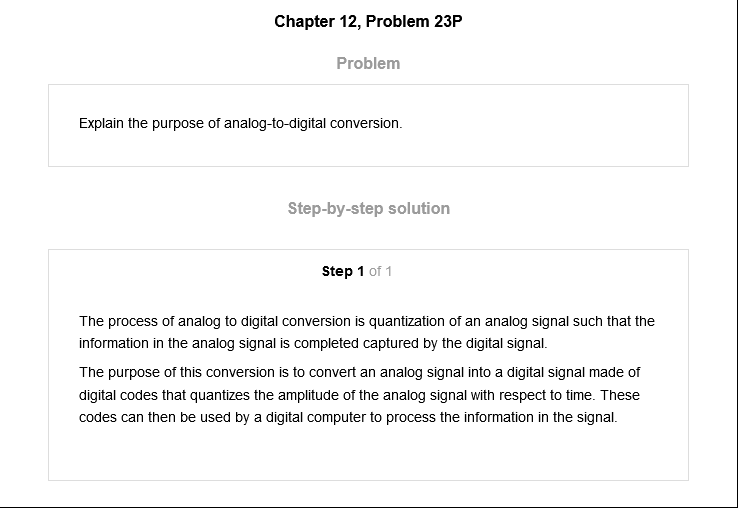 Chapter 12, Problem 23P
Problem
Explain the purpose of analog-to-digital conversion.
Step-by-step solution
Step 1 of 1
The process of analog to digital conversion is quantization of an analog signal such that the
information in the analog signal is completed captured by the digital signal.
The purpose of this conversion is to convert an analog signal into a digital signal made of
digital codes that quantizes the amplitude of the analog signal with respect to time. These
codes can then be used by a digital computer to process the information in the signal.